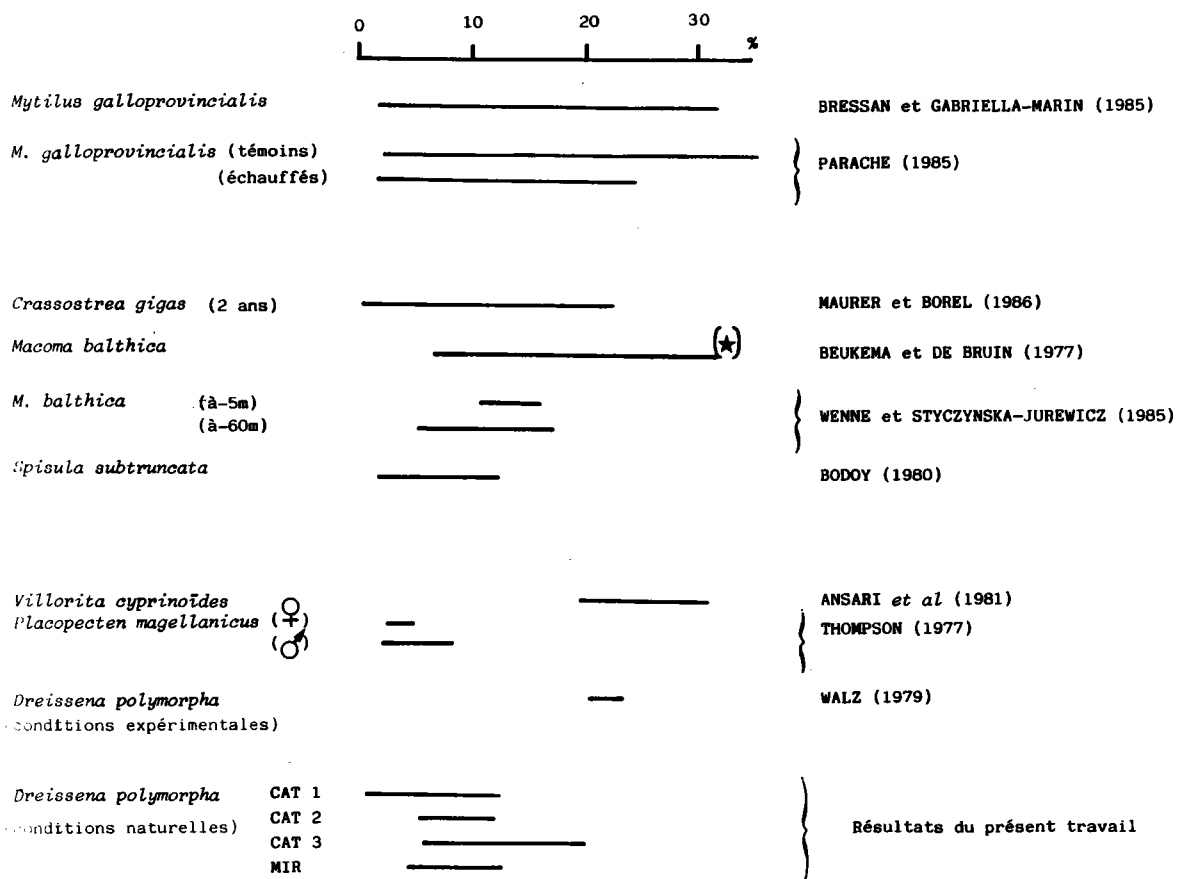 0 10 20 30
%
Mytilus galloprovincialis BRESSAN et GABRIELLA-MARIN (1985)
M. galloprovincialis (témoins)
(échauffés)
PARACHE (1985)
Crassostrea gigas (2 ans) MAURER et BOREL (1986)
Macoma balthica (★) BEUKEMA et DE BRUIN (1977)
M. balthica (à-5m)
(à-60m)
WENNE et STYCZYNSKA-JUREWICZ (1985)
Spisula subtruncata BODOY (1980)
Villorita cyprinoïdes ANSARI et al (1981)
Placopecten magellanicus (♀) THOMPSON (1977)
(♂)
Dreissena polymorpha WALZ (1979)
conditions expérimentales)
Dreissena polymorpha CAT 1
CAT 2
conditions naturelles)
CAT 3
MIR
Résultats du présent travail